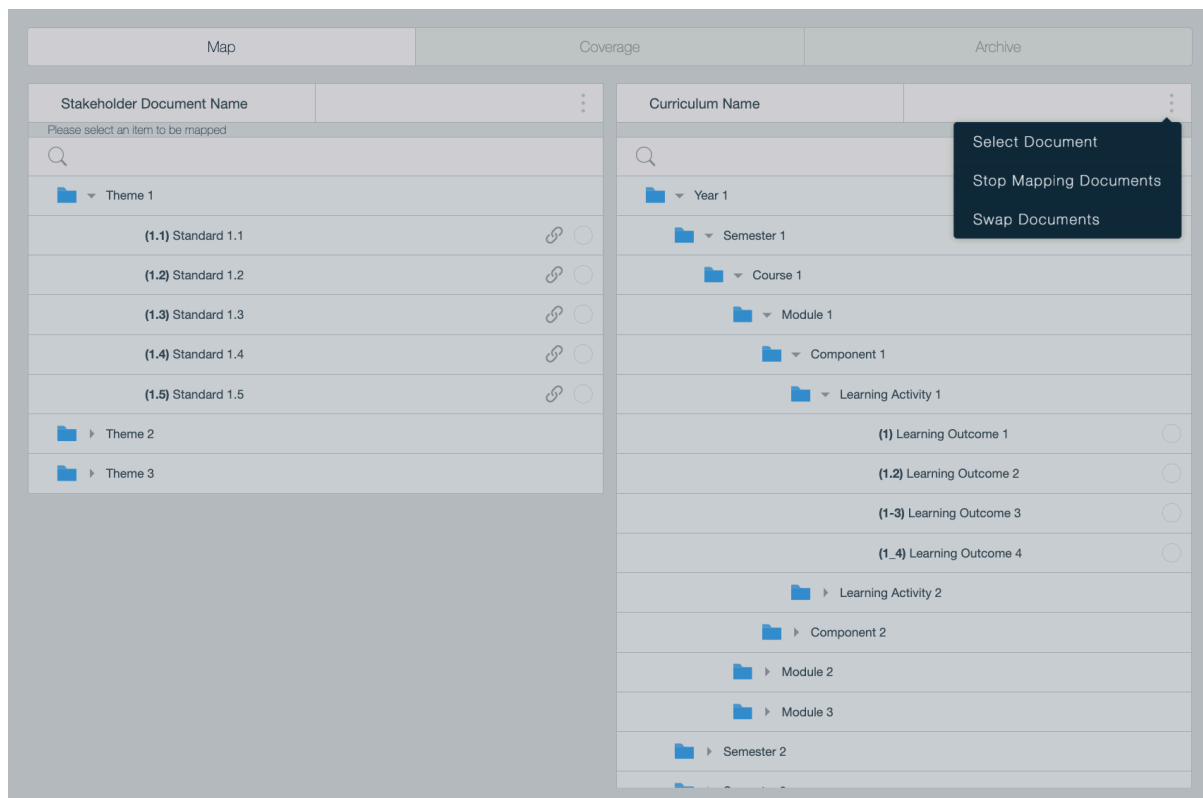 Map
Coverage
Archive
Stakeholder Document Name
Please select an item to be mapped
Theme 1
(1.1) Standard 1.1
(1.2) Standard 1.2
(1.3) Standard 1.3
(1.4) Standard 1.4
(1.5) Standard 1.5
Theme 2
Theme 3
Curriculum Name
Select Document
Stop Mapping Documents
Swap Documents
Year 1
Semester 1
Course 1
Module 1
Component 1
Learning Activity 1
(1) Learning Outcome 1
(1.2) Learning Outcome 2
(1-3) Learning Outcome 3
(1_4) Learning Outcome 4
Learning Activity 2
Component 2
Module 2
Module 3
Semester 2